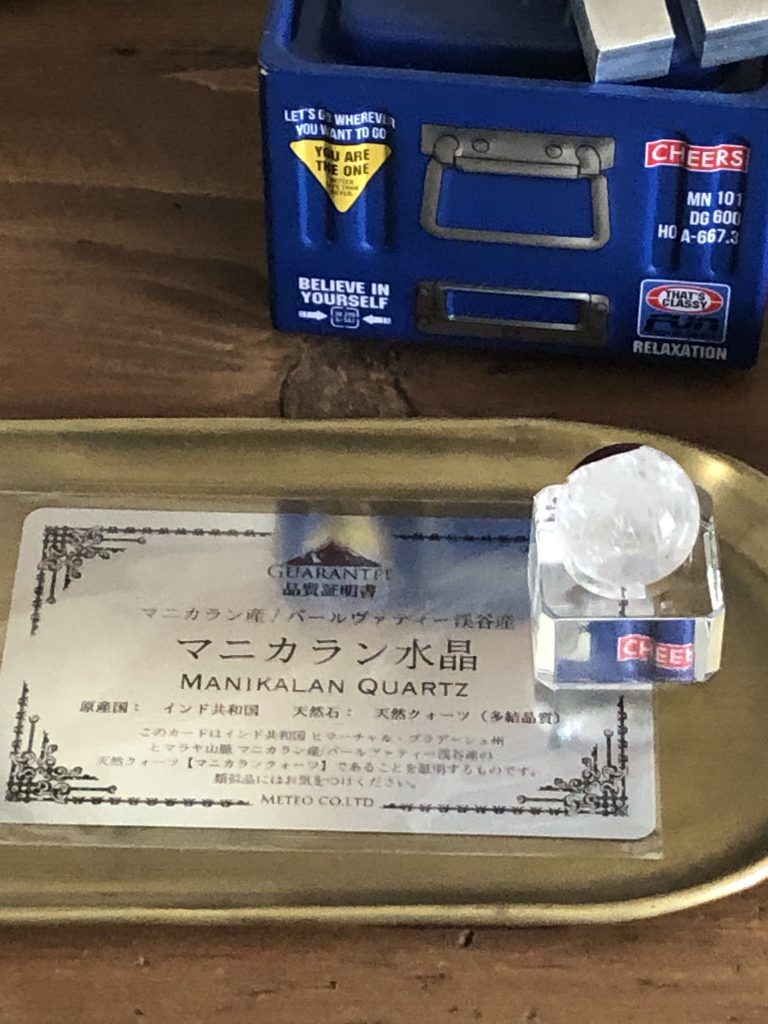 LET'S GO WHEREVER
YOU WANT TO GO
YOU ARE
THE ONE
BETTER
LATE THAN
NEVER.
CHEERS
MN 101
DG 600
HO A-667.3
BELIEVE IN
YOURSELF
THAT'S
CLASSY
FUN
RELAXATION
GUARANTEE
品質証明書
マニカラン産/パールヴァティー渓谷産
マニカラン水晶
MANIKALAN QUARTZ
原産国： インド共和国 天然石： 天然クォーツ（多結晶質）
このカードはインド共和国 ヒマーチャル・プラデーシュ州
ヒマラヤ山脈 マニカラン産/パールヴァティー渓谷産の
天然クォーツ【マニカランクォーツ】であることを証明するものです。
類似品にはお気をつけください。
METEO CO.LTD
CHEER